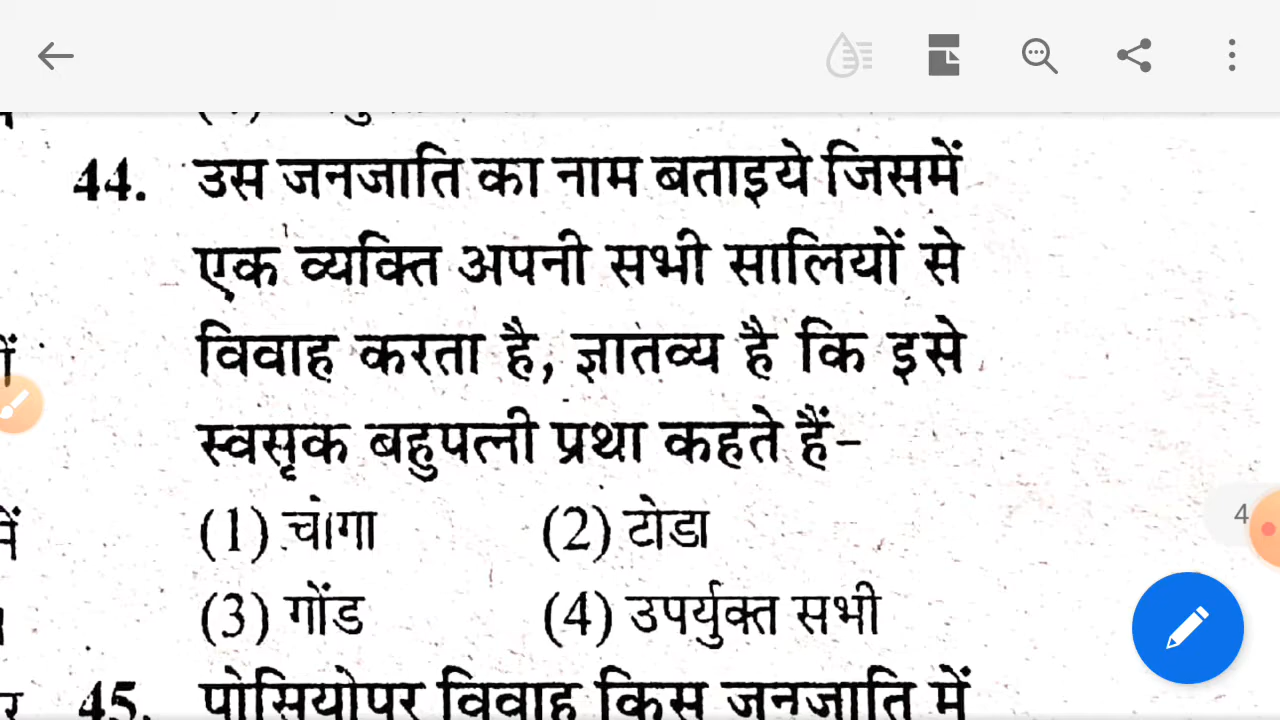 44. उस जनजाति का नाम बताइये जिसमें
एक व्यक्ति अपनी सभी सालियों से
विवाह करता है, ज्ञातव्य है कि इसे
स्वसृक बहुपत्नी प्रथा कहते हैं-
(1) चोंगा (2) टोडा
(3) गोंड (4) उपर्युक्त सभी
4
45. पोसियोपर विवाह किस जनजाति में